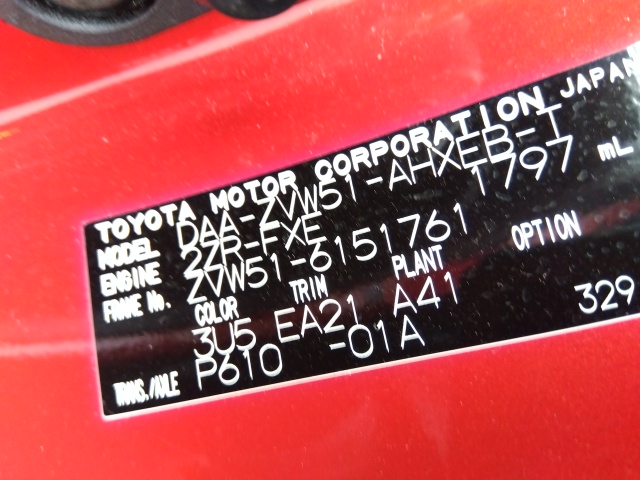 TOYOTA MOTOR CORPORATION JAPAN
MODEL DAA-ZVW51-AHXEB-T
ENGINE 2ZR-FXE 1797 mL
FRAME No. ZVW51-6151761
COLOR TRIM PLANT OPTION
3U5 EA21 A41 329
TRANS./AXLE P610 -01A